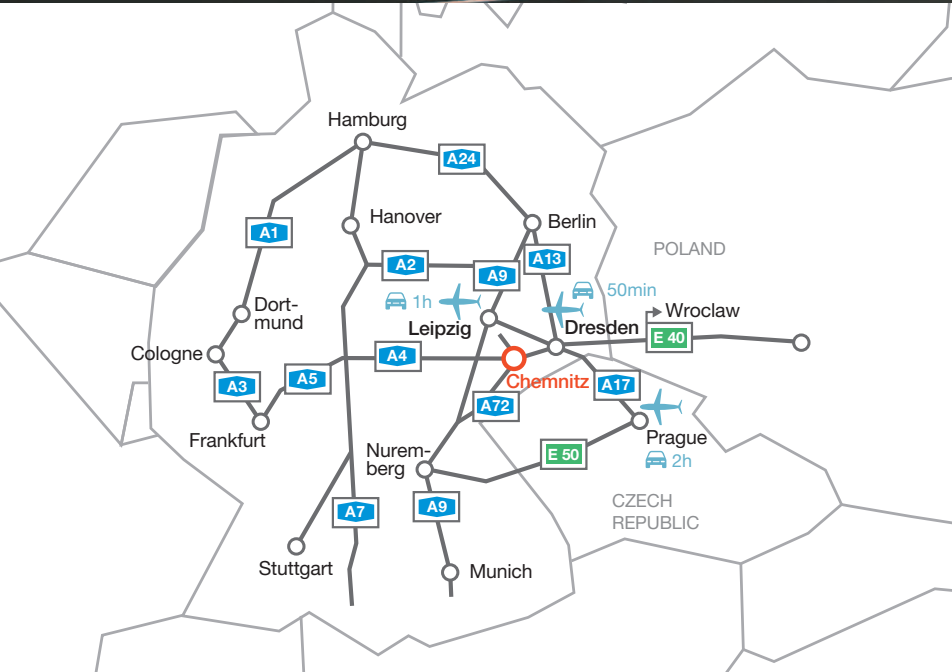 Hamburg
A24
Hanover
Berlin
A1
A2
A9
A13
POLAND
1h
50min
Dort-
mund
Leipzig
Dresden
Wroclaw
E 40
Cologne
A4
A3
A5
Chemnitz
A17
A72
Frankfurt
Prague
2h
Nurem-
berg
E 50
A7
A9
CZECH
REPUBLIC
Stuttgart
Munich